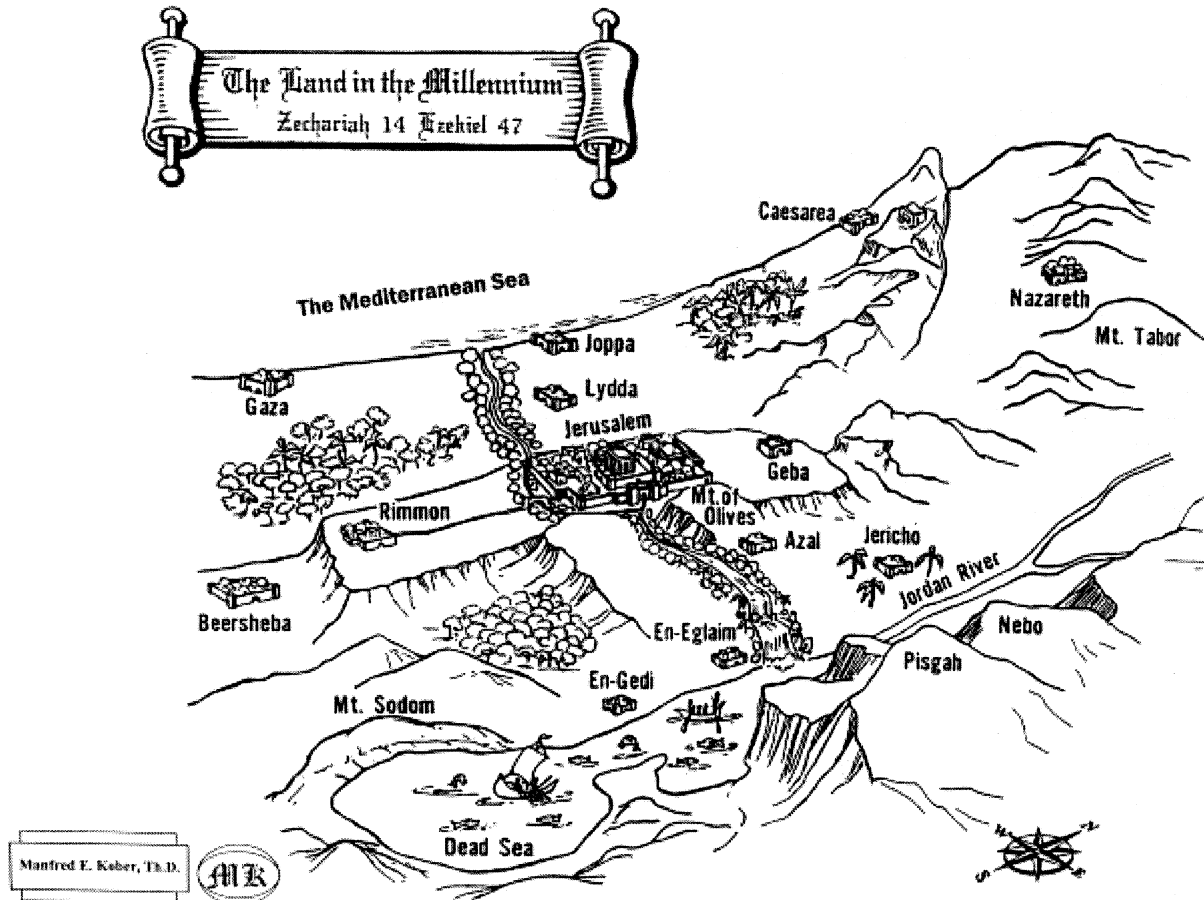 The Land in the Millennium
Zechariah 14 Ezekiel 47
Caesarea
The Mediterranean Sea
Nazareth
Mt. Tabor
Joppa
Gaza
Lydda
Jerusalem
Geba
Mt. of
Olives
Rimmon
Azal
Jericho
Jordan River
Beersheba
En-Eglaim
Nebo
Pisgah
En-Gedi
Mt. Sodom
Dead Sea
Manfred E. Kober, Th.D.
MK
W
N
S
E